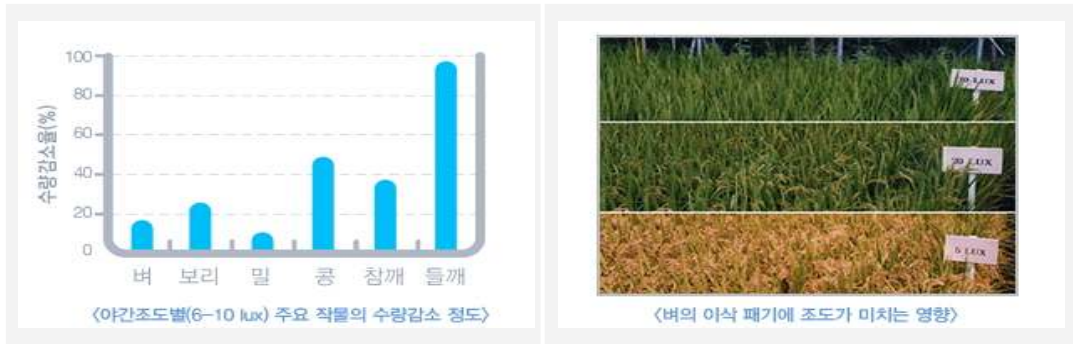 수량감소율(%)
100
80
60
40
20
0
벼 보리 밀 콩 참깨 들깨
<야간조도별(6-10 lux) 주요 작물의 수량감소 정도>
LUX
LUX
5 LUX
<벼의 이삭 패기에 조도가 미치는 영향>